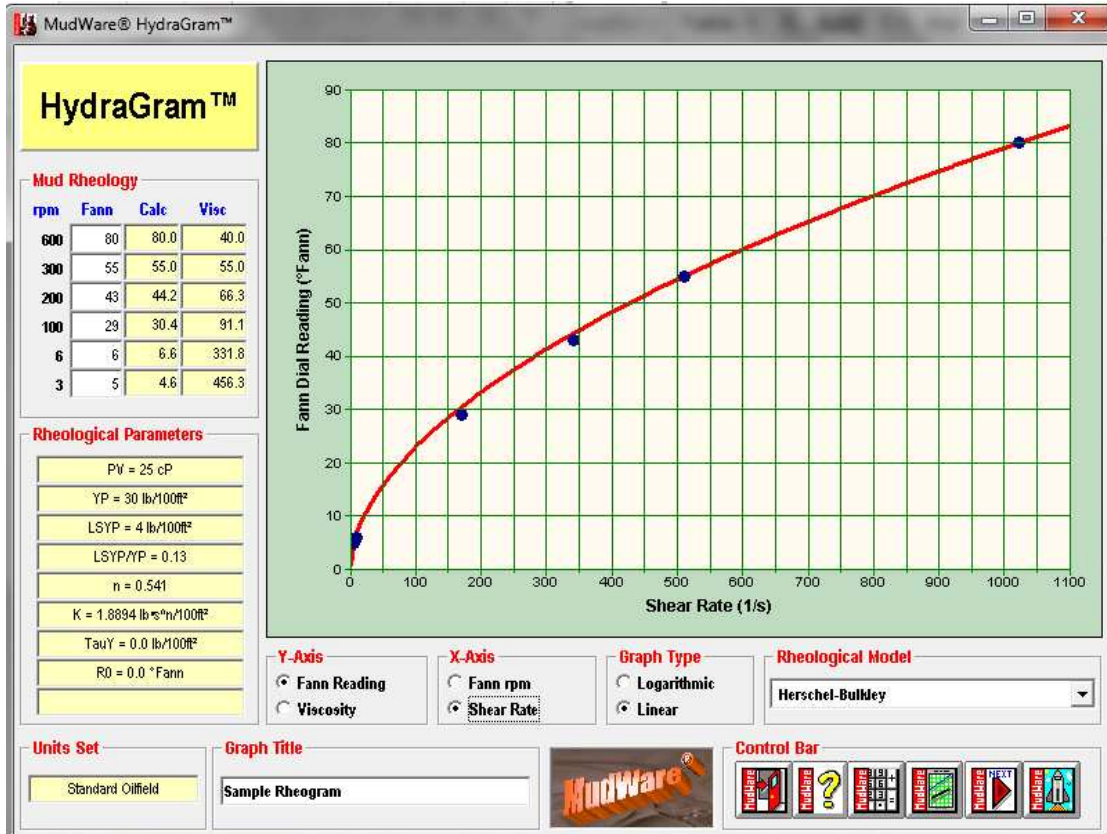 MudWare® HydraGram™
HydraGram™
Mud Rheology
rpm Fann Calc Visc
600 80 80.0 40.0
300 55 55.0 55.0
200 43 44.2 66.3
100 29 30.4 91.1
6 6 6.6 331.8
3 5 4.6 456.3
Rheological Parameters
PV = 25 cP
YP = 30 lb/100ft²
LSYP = 4 lb/100ft²
LSYP/YP = 0.13
n = 0.541
K = 1.8894 lb•s^n/100ft²
TauY = 0.0 lb/100ft²
R0 = 0.0 °Fann
Fann Dial Reading (°Fann)
90
80
70
60
50
40
30
20
10
0
0 100 200 300 400 500 600 700 800 900 1000 1100
Shear Rate (1/s)
Y-Axis
Fann Reading
Viscosity
X-Axis
Fann rpm
Shear Rate
Graph Type
Logarithmic
Linear
Rheological Model
Herschel-Bulkley
Units Set
Standard Oilfield
Graph Title
Sample Rheogram
MudWare®
Control Bar
MudWare
MudWare
MudWare
MudWare
MudWare NEXT
MudWare